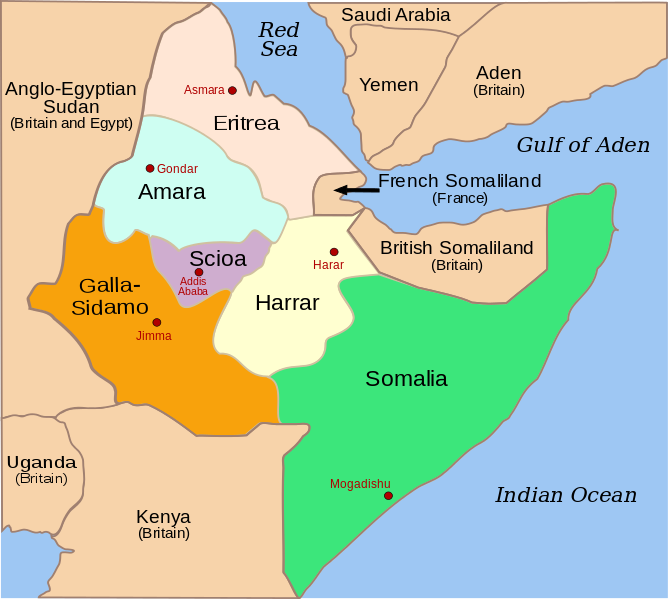 Saudi Arabia
Red
Sea
Yemen
Aden
(Britain)
Anglo-Egyptian
Sudan
(Britain and Egypt)
Asmara
Eritrea
Gulf of Aden
Gondar
Amara
French Somaliland
(France)
British Somaliland
(Britain)
Scioa
Addis
Ababa
Harar
Galla-
Sidamo
Harrar
Jimma
Somalia
Uganda
(Britain)
Mogadishu
Indian Ocean
Kenya
(Britain)